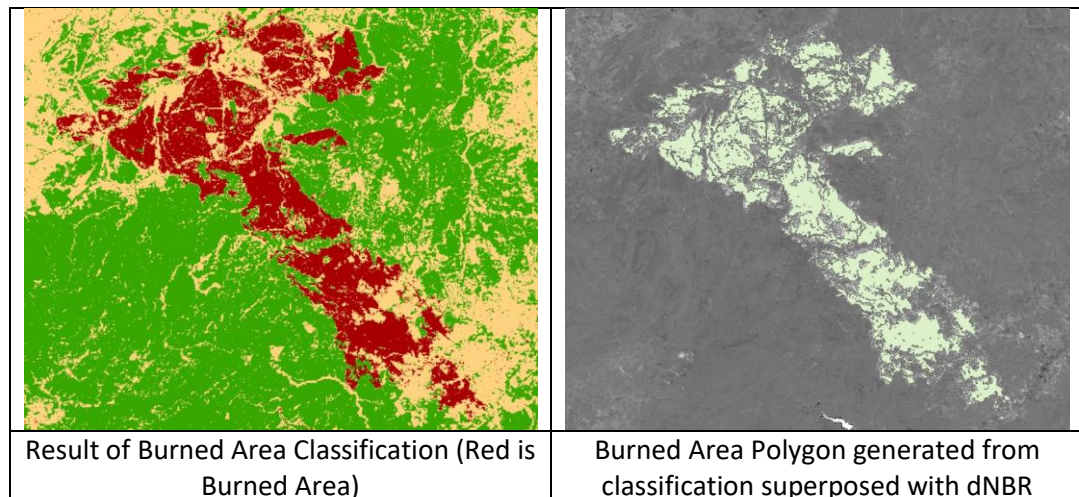 Result of Burned Area Classification (Red is
Burned Area)
Burned Area Polygon generated from
classification superposed with dNBR